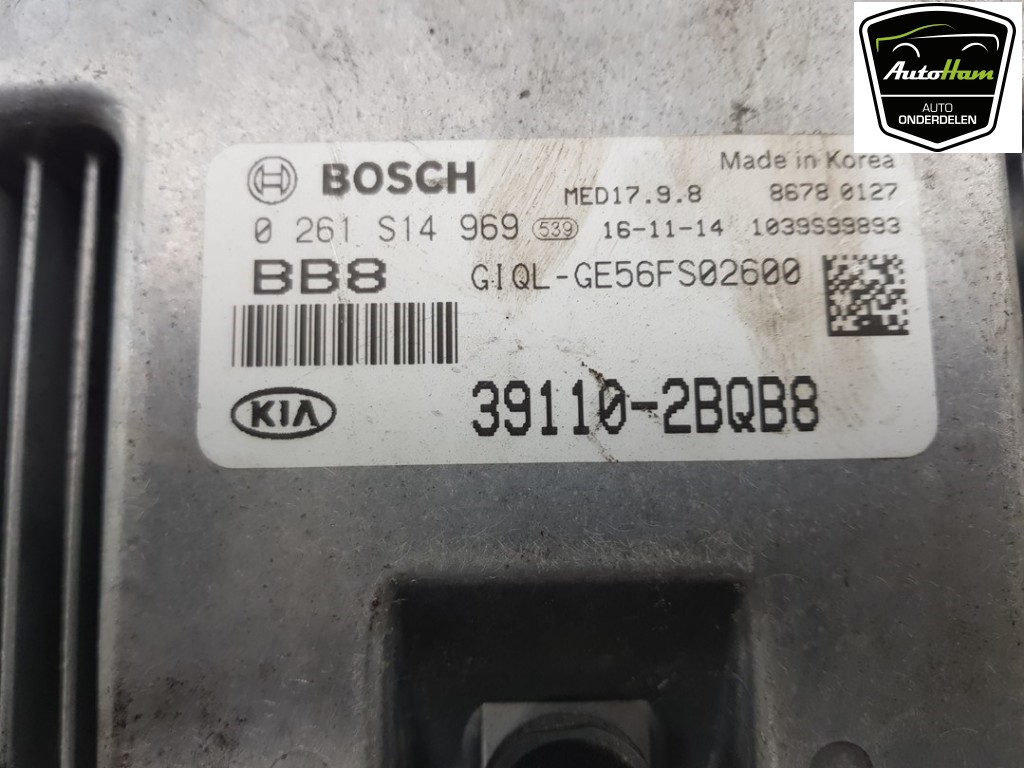 AutoHam
AUTO
ONDERDELEN
BOSCH
Made in Korea
MED17.9.8
8678 0127
0 261 S14 969 539 16-11-14 1039S99893
BB8 GIQL-GE56FS02600
KIA 39110-2BQB8